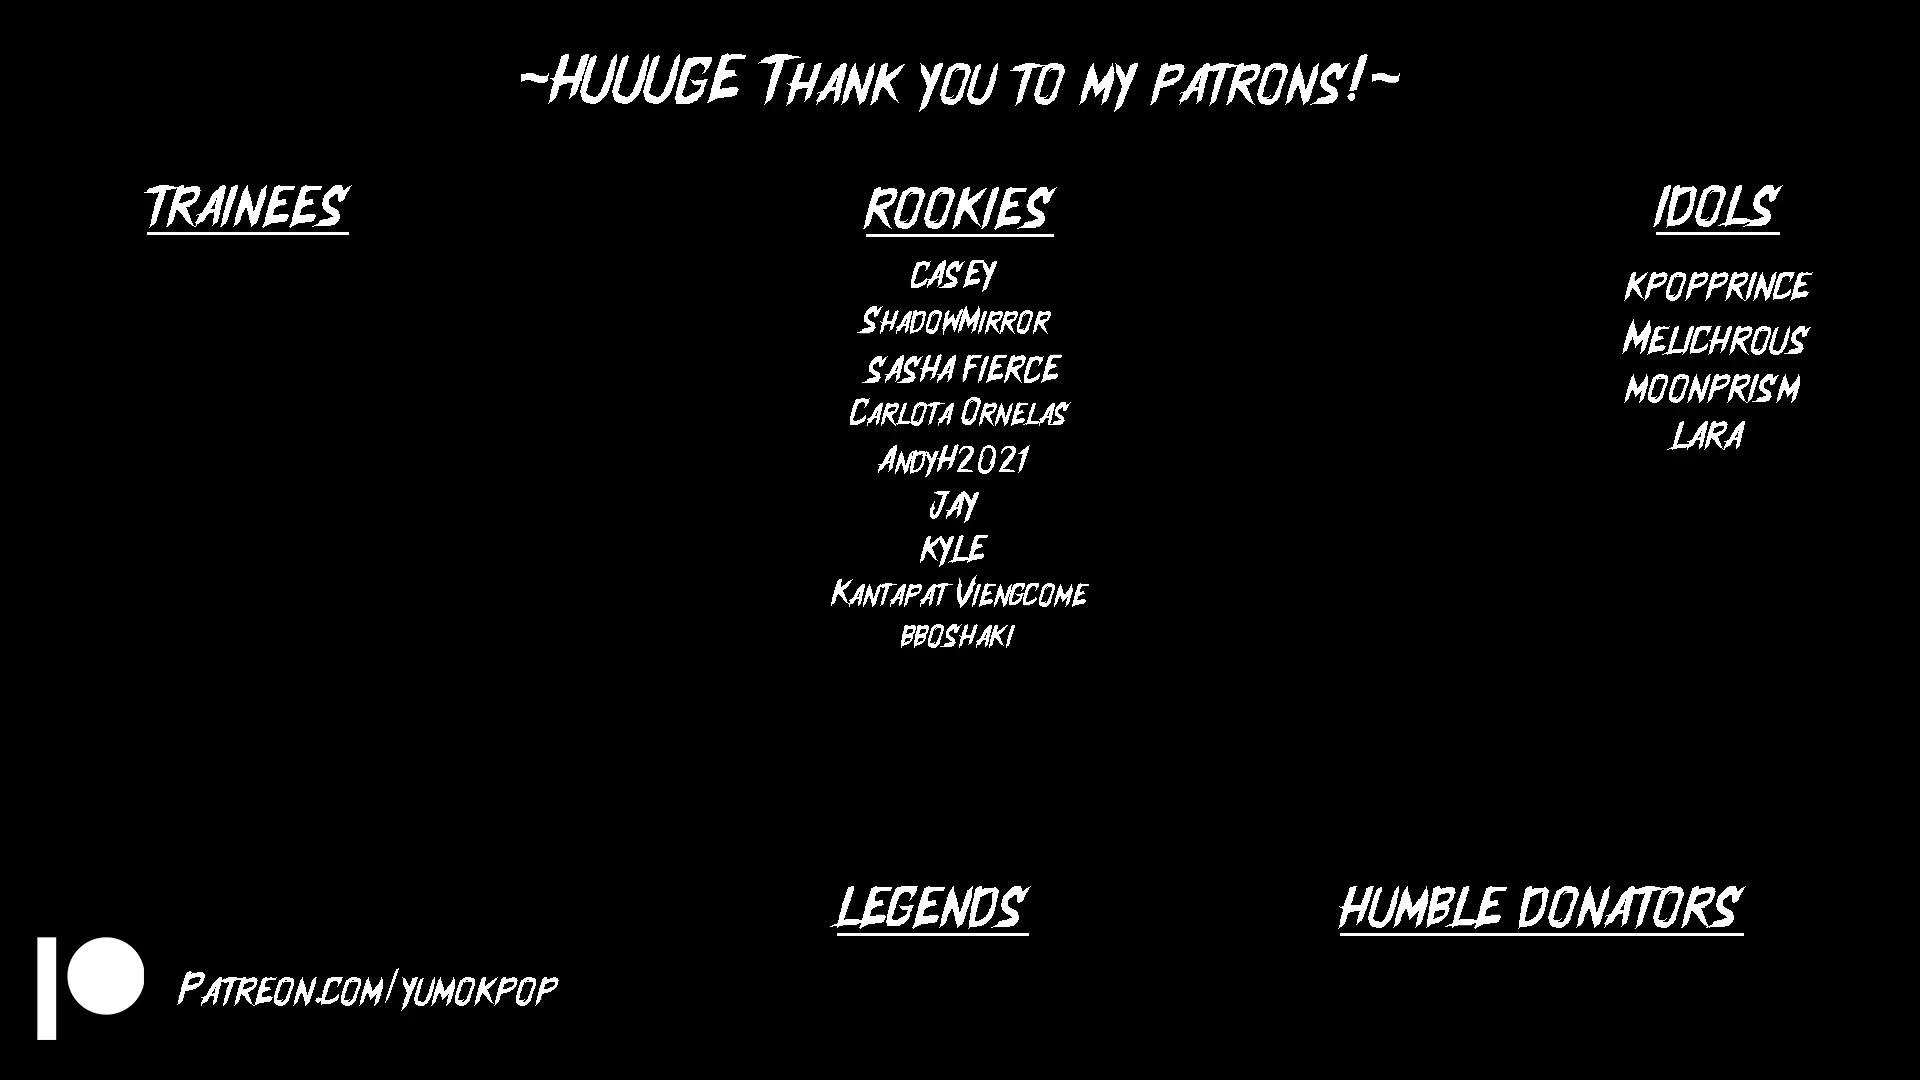 ~HUUUGE Thank you to my patrons!~
TRAINEES
ROOKIES
CASEY
ShadowMirror
SASHA FIERCE
Carlota Ornelas
AndyH2021
JAY
KYLE
Kantapat Viengcome
bboshaki
IDOLS
KPOPPRINCE
Melichrous
moonprism
LARA
LEGENDS
HUMBLE DONATORS
Patreon.com/yumokpop